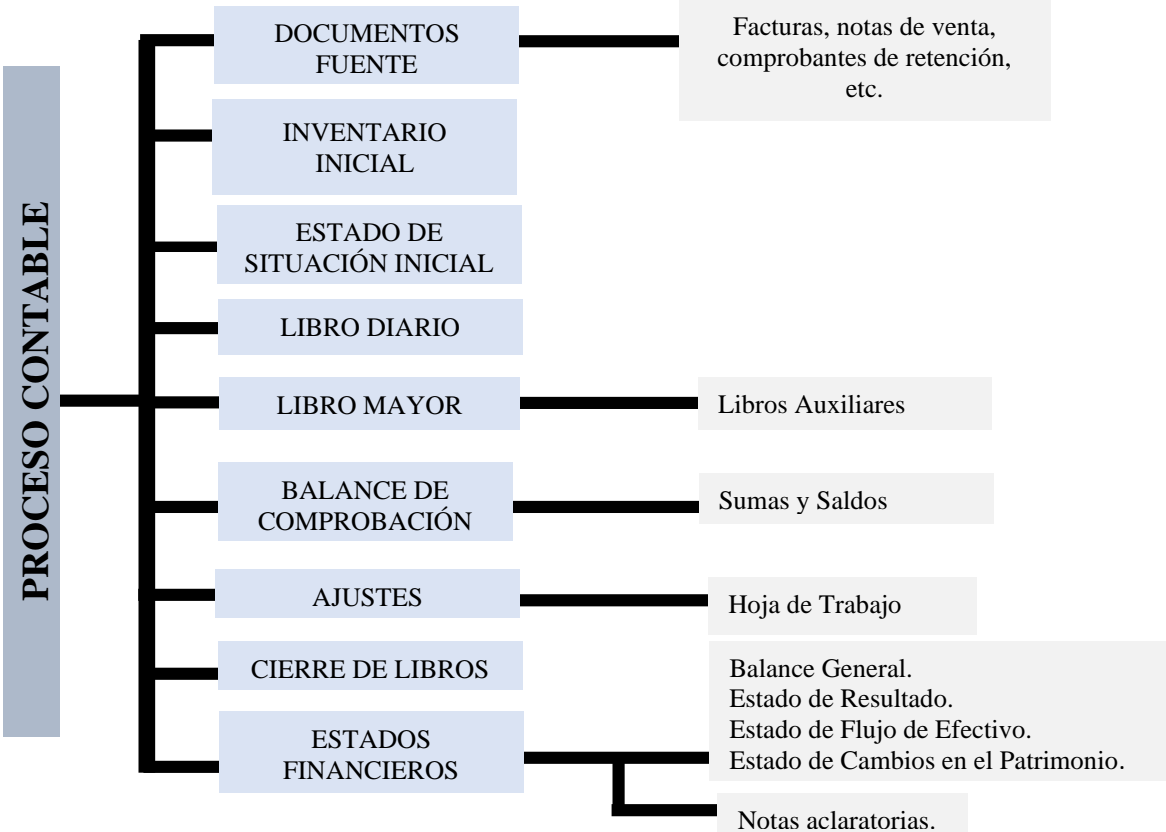 PROCESO CONTABLE
DOCUMENTOS
FUENTE
Facturas, notas de venta,
comprobantes de retención,
etc.
INVENTARIO
INICIAL
ESTADO DE
SITUACIÓN INICIAL
LIBRO DIARIO
LIBRO MAYOR
Libros Auxiliares
BALANCE DE
COMPROBACIÓN
Sumas y Saldos
AJUSTES
Hoja de Trabajo
CIERRE DE LIBROS
ESTADOS
FINANCIEROS
Balance General.
Estado de Resultado.
Estado de Flujo de Efectivo.
Estado de Cambios en el Patrimonio.
Notas aclaratorias.